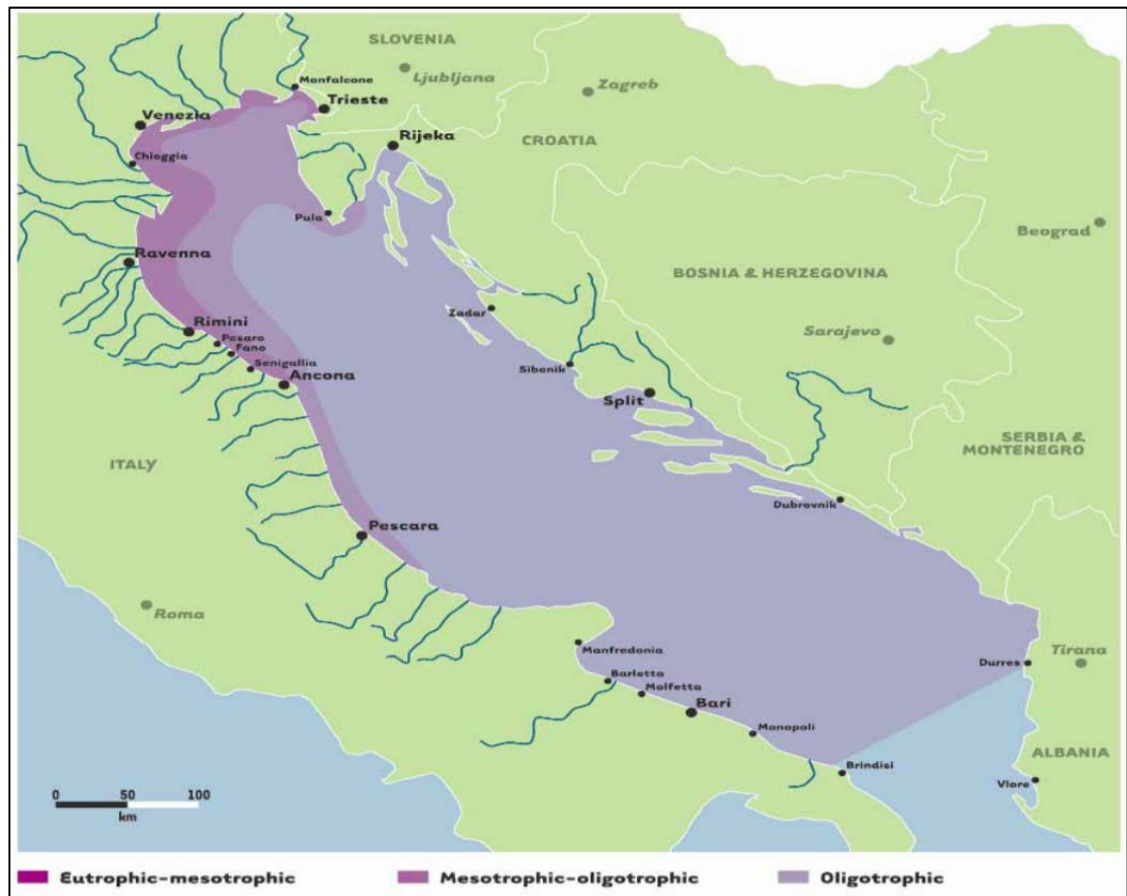 SLOVENIA
Ljubljana
Manfalcone
Zagreb
Trieste
Venezia
Rijeka
CROATIA
Chioggia
Pula
Beograd
Ravenna
BOSNIA & HERZEGOVINA
Zadar
Rimini
Sarajevo
Pesaro
Fano
Senigallia
Sibenik
Ancona
Split
SERBIA &
MONTENEGRO
ITALY
Dubrovnik
Pescara
Roma
Manfredonia
Durres
Tirana
Barletta
Molfetta
Bari
Manapoli
ALBANIA
Brindisi
Vlore
0 50 100
km
Eutrophic-mesotrophic Mesotrophic-oligotrophic Oligotrophic